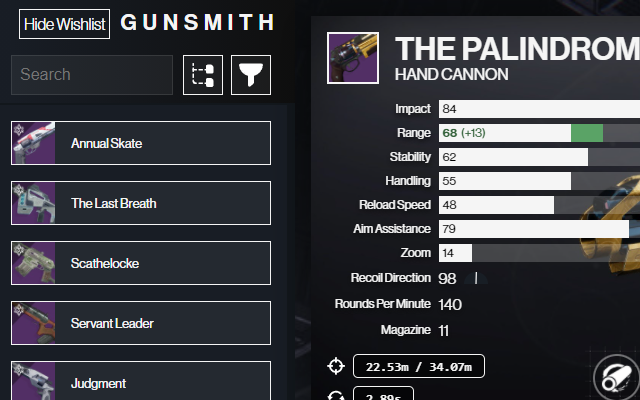 Hide Wishlist
GUNSMITH
Search
Annual Skate
The Last Breath
Scathelocke
Servant Leader
Judgment
THE PALINDROM
HAND CANNON
Impact 84
Range 68 (+13)
Stability 62
Handling 55
Reload Speed 48
Aim Assistance 79
Zoom 14
Recoil Direction 98
Rounds Per Minute 140
Magazine 11
22.53m / 34.07m
2.89s